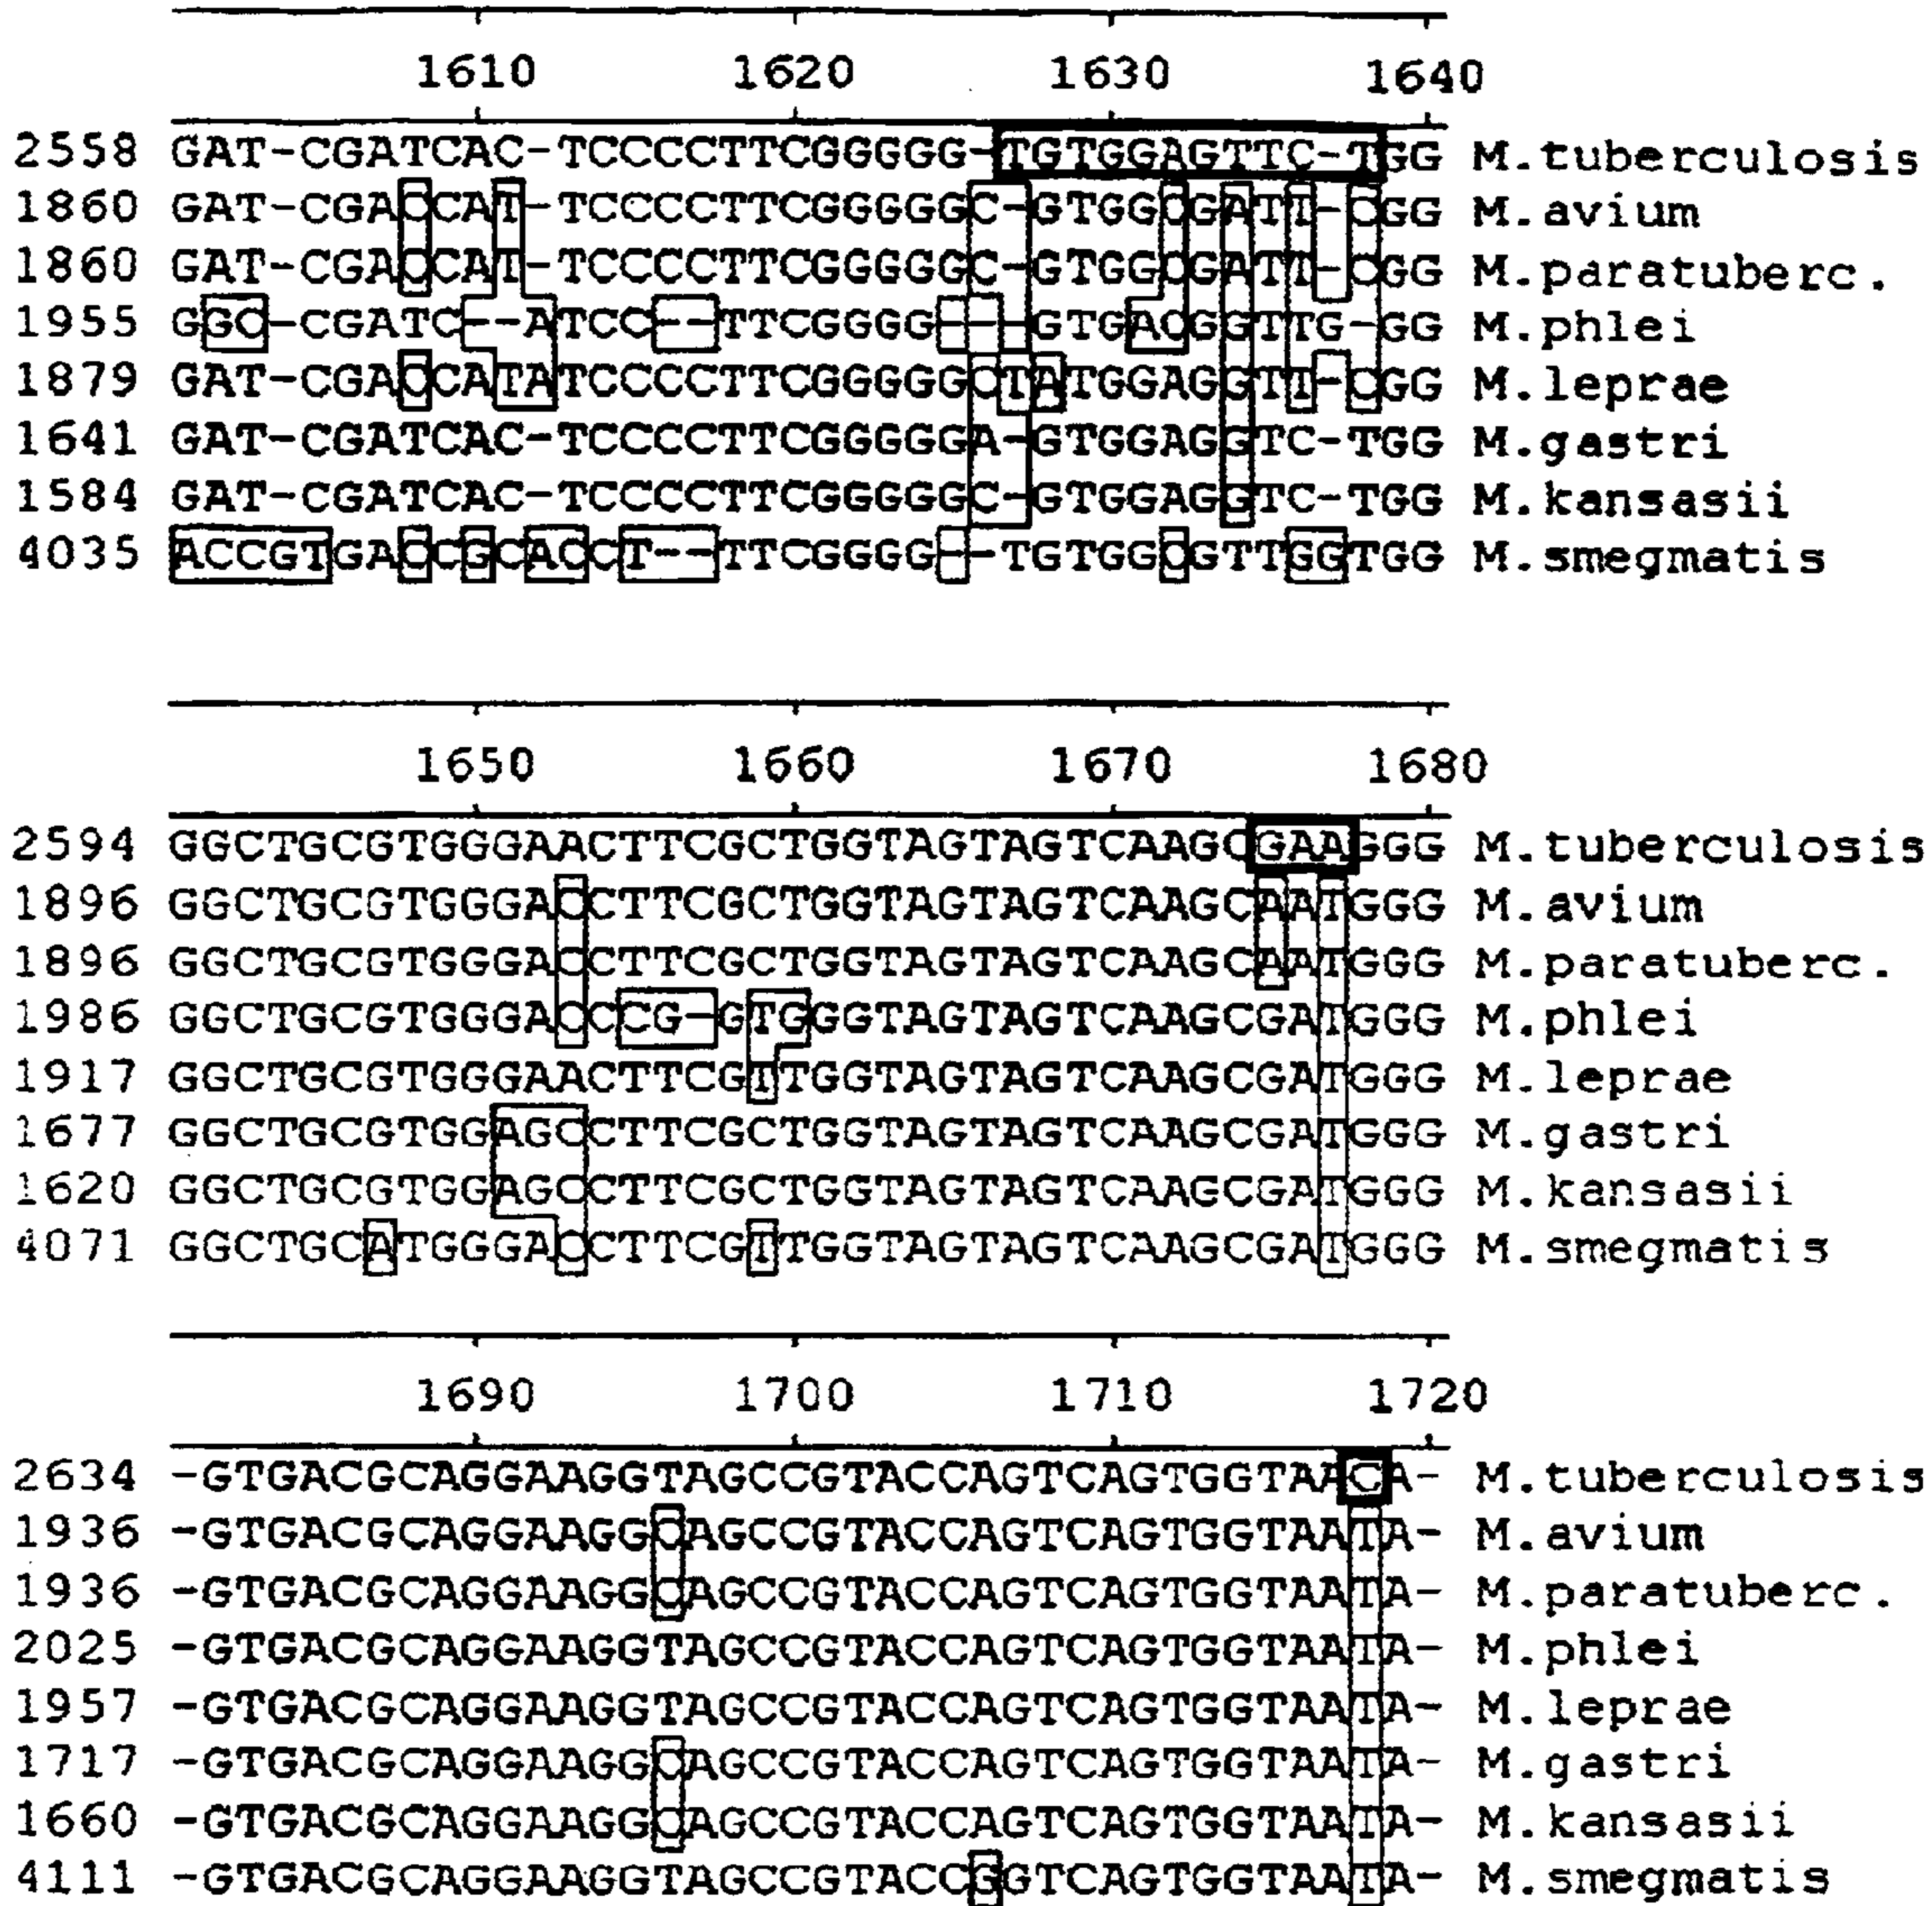 1610 1620 1630 1640
2558 GAT-CGATCAC-TCCCCTTCGGGGG-TGTGGAGTTC-TGG M.tuberculosis
1860 GAT-CGACCAT-TCCCCTTCGGGGGC-GTGGCGATT-CGG M.avium
1860 GAT-CGACCAT-TCCCCTTCGGGGGC-GTGGCGATT-CGG M.paratuberc.
1955 GGC-CGATC--ATCC--TTCGGGG---GTGACGGTTG-GG M.phlei
1879 GAT-CGACCATATCCCCTTCGGGGGCTATGGAGGTT-CGG M.leprae
1641 GAT-CGATCAC-TCCCCTTCGGGGGA-GTGGAGGTC-TGG M.gastri
1584 GAT-CGATCAC-TCCCCTTCGGGGGC-GTGGAGGTC-TGG M.kansasii
4035 ACCGTGACCGCACCT--TTCGGGG--TGTGGCGTTGGTGG M.smegmatis
1650 1660 1670 1680
2594 GGCTGCGTGGGAACTTCGCTGGTAGTAGTCAAGCGAAGGG M.tuberculosis
1896 GGCTGCGTGGGACCTTCGCTGGTAGTAGTCAAGCAATGGG M.avium
1896 GGCTGCGTGGGACCTTCGCTGGTAGTAGTCAAGCAATGGG M.paratuberc.
1986 GGCTGCGTGGGACCCG-GTGGGTAGTAGTCAAGCGATGGG M.phlei
1917 GGCTGCGTGGGAACTTCGTTGGTAGTAGTCAAGCGATGGG M.leprae
1677 GGCTGCGTGGAGCCTTCGCTGGTAGTAGTCAAGCGATGGG M.gastri
1620 GGCTGCGTGGAGCCTTCGCTGGTAGTAGTCAAGCGATGGG M.kansasii
4071 GGCTGCATGGGACCTTCGTTGGTAGTAGTCAAGCGATGGG M.smegmatis
1690 1700 1710 1720
2634 -GTGACGCAGGAAGGTAGCCGTACCAGTCAGTGGTAACA- M.tuberculosis
1936 -GTGACGCAGGAAGGCAGCCGTACCAGTCAGTGGTAATA- M.avium
1936 -GTGACGCAGGAAGGCAGCCGTACCAGTCAGTGGTAATA- M.paratuberc.
2025 -GTGACGCAGGAAGGTAGCCGTACCAGTCAGTGGTAATA- M.phlei
1957 -GTGACGCAGGAAGGTAGCCGTACCAGTCAGTGGTAATA- M.leprae
1717 -GTGACGCAGGAAGGCAGCCGTACCAGTCAGTGGTAATA- M.gastri
1660 -GTGACGCAGGAAGGCAGCCGTACCAGTCAGTGGTAATA- M.kansasii
4111 -GTGACGCAGGAAGGTAGCCGTACCGGTCAGTGGTAATA- M.smegmatis